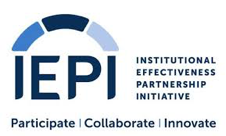 IEPI
INSTITUTIONAL
EFFECTIVENESS
PARTNERSHIP
INITIATIVE
Participate | Collaborate | Innovate